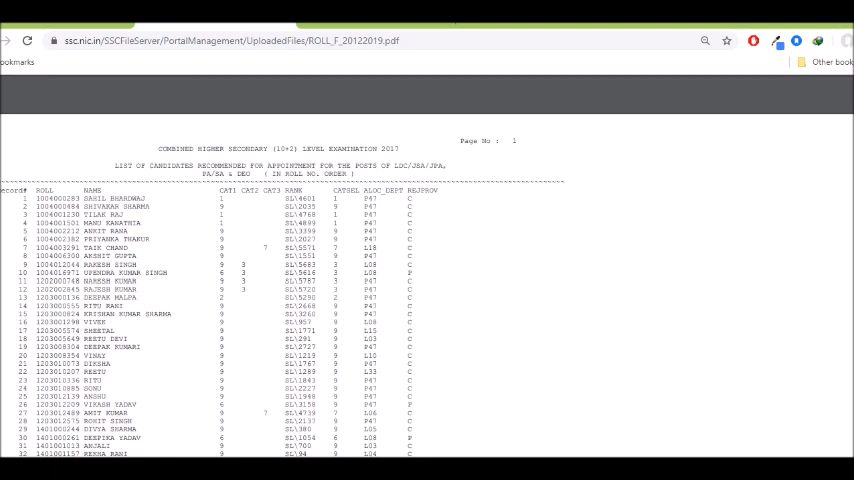 ssc.nic.in/SSCFileServer/PortalManagement/UploadedFiles/ROLL_F_20122019.pdf
ookmarks Other book
Page No : 1
COMBINED HIGHER SECONDARY (10+2) LEVEL EXAMINATION 2017
LIST OF CANDIDATES RECOMMENDED FOR APPOINTMENT FOR THE POSTS OF LDC/JSA/JPA,
PA/SA & DEO ( IN ROLL NO. ORDER )
ecord# ROLL NAME CAT1 CAT2 CAT3 RANK CATSEL ALOC_DEPT REJPROV
1 1004000283 SAHIL BHARDWAJ 1 SL\4601 1 P47 C
2 1004000484 SHIVAKAR SHARMA 9 SL\2035 9 P47 C
3 1004001230 TILAK RAJ 1 SL\4768 1 P47 C
4 1004001501 MANU KANATHIA 1 SL\4899 1 P47 C
5 1004002212 ANKIT RANA 9 SL\3399 9 P47 C
6 1004002382 PRIYANKA THAKUR 9 SL\2027 9 P47 C
7 1004003291 TAIK CHAND 9 7 SL\5571 7 L18 C
8 1004006300 AKSHIT GUPTA 9 SL\1551 9 P47 C
9 1004012044 RAKESH SINGH 9 3 SL\5683 3 L08 C
10 1004016971 UPENDRA KUMAR SINGH 6 3 SL\5616 3 L08 P
11 1202000748 NARESH KUMAR 9 3 SL\5787 3 P47 C
12 1202002845 RAJESH KUMAR 9 3 SL\5720 3 P47 C
13 1203000136 DEEPAK MALPA 2 SL\5290 2 P47 C
14 1203000555 RITU RANI 9 SL\2668 9 P47 C
15 1203000824 KRISHAN KUMAR SHARMA 9 SL\3260 9 P47 C
16 1203001298 VIVEK 9 SL\957 9 L08 C
17 1203005574 SHEETAL 9 SL\1771 9 L15 C
18 1203005649 REETU DEVI 9 SL\291 9 L03 C
19 1203008304 DEEPAK KUMARI 9 SL\2727 9 P47 C
20 1203008354 VINAY 9 SL\1219 9 L10 C
21 1203010073 DIKSHA 9 SL\1767 9 P47 C
22 1203010207 REETU 9 SL\1289 9 L33 C
23 1203010336 RITU 9 SL\1843 9 P47 C
24 1203010885 SONU 9 SL\2227 9 P47 C
25 1203012139 ANSHU 9 SL\1948 9 P47 C
26 1203012209 VIKASH YADAV 6 SL\3158 9 P47 P
27 1203012489 AMIT KUMAR 9 7 SL\4739 7 L06 C
28 1203012575 ROHIT SINGH 9 SL\2137 9 P47 C
29 1401000244 DIVYA SHARMA 9 SL\380 9 L05 C
30 1401000261 DEEPIKA YADAV 6 SL\1054 6 L08 P
31 1401001013 ANJALI 9 SL\700 9 L03 C
32 1401001157 REKHA RANI 9 SL\94 9 L04 C